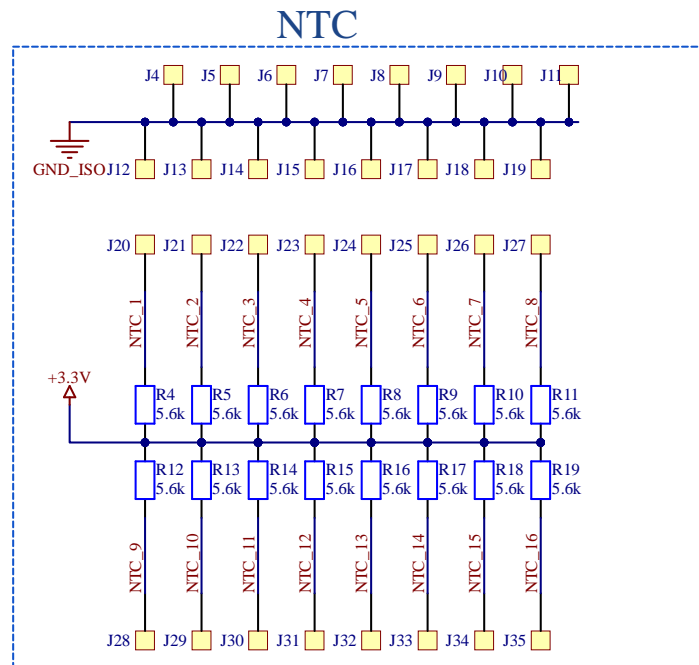 NTC
J4 J5 J6 J7 J8 J9 J10 J11
GND_ISO J12 J13 J14 J15 J16 J17 J18 J19
J20 J21 J22 J23 J24 J25 J26 J27
NTC_1 NTC_2 NTC_3 NTC_4 NTC_5 NTC_6 NTC_7 NTC_8
+3.3V
R4 R5 R6 R7 R8 R9 R10 R11
5.6k 5.6k 5.6k 5.6k 5.6k 5.6k 5.6k 5.6k
R12 R13 R14 R15 R16 R17 R18 R19
5.6k 5.6k 5.6k 5.6k 5.6k 5.6k 5.6k 5.6k
NTC_9 NTC_10 NTC_11 NTC_12 NTC_13 NTC_14 NTC_15 NTC_16
J28 J29 J30 J31 J32 J33 J34 J35